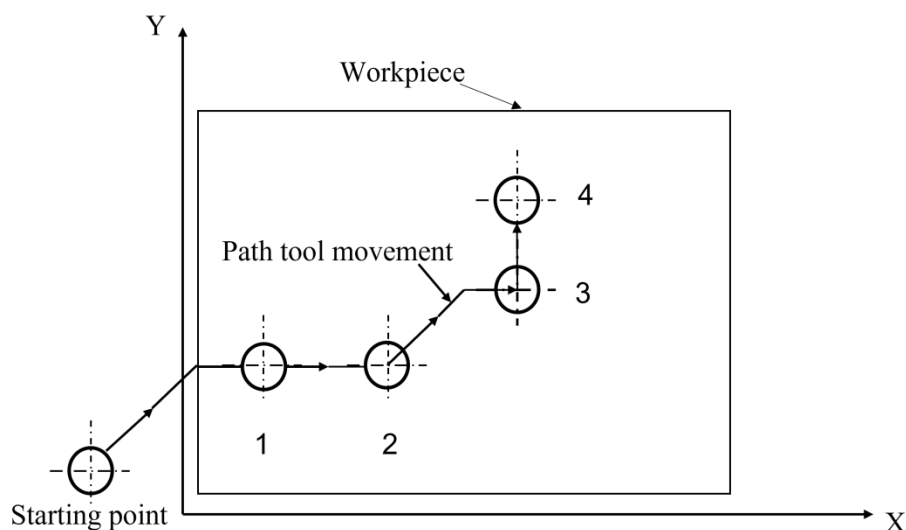 Y
Workpiece
4
Path tool movement
3
1
2
Starting point
X